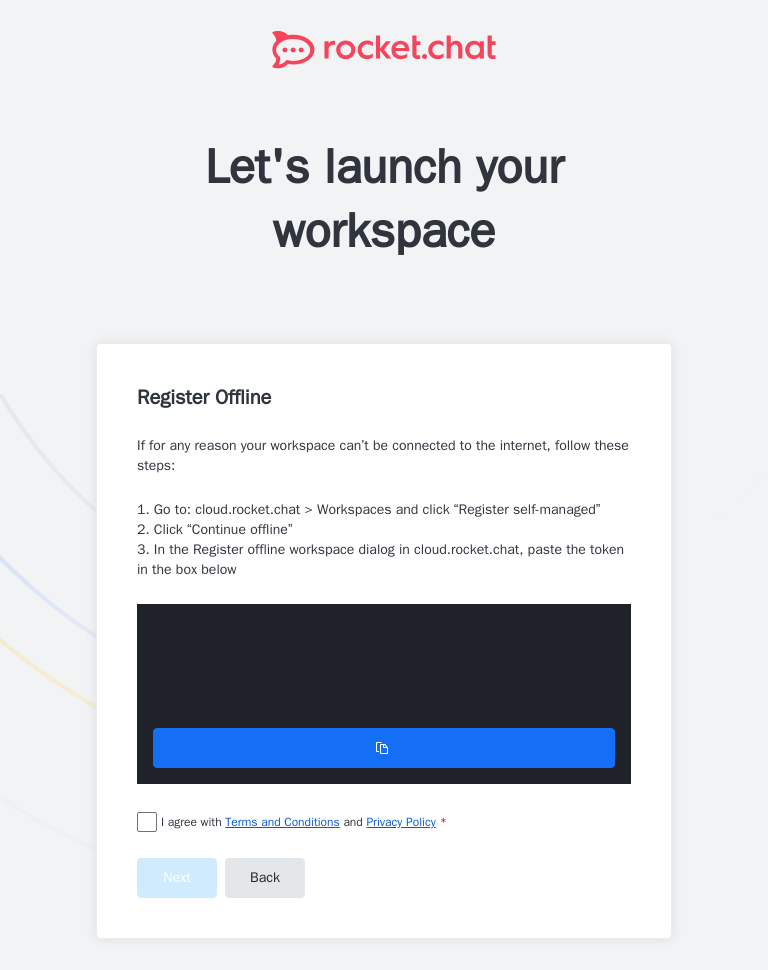 rocket.chat
Let's launch your
workspace
Register Offline
If for any reason your workspace can’t be connected to the internet, follow these
steps:
1. Go to: cloud.rocket.chat > Workspaces and click “Register self-managed”
2. Click “Continue offline”
3. In the Register offline workspace dialog in cloud.rocket.chat, paste the token
in the box below
I agree with Terms and Conditions and Privacy Policy *
Next
Back